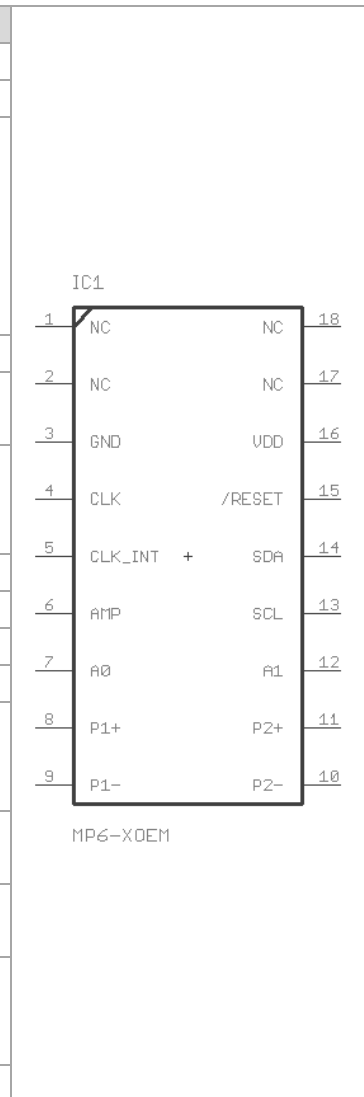 IC1
1 NC NC 18
2 NC NC 17
3 GND VDD 16
4 CLK /RESET 15
5 CLK_INT + SDA 14
6 AMP SCL 13
7 A0 A1 12
8 P1+ P2+ 11
9 P1- P2- 10
MP6-XOEM